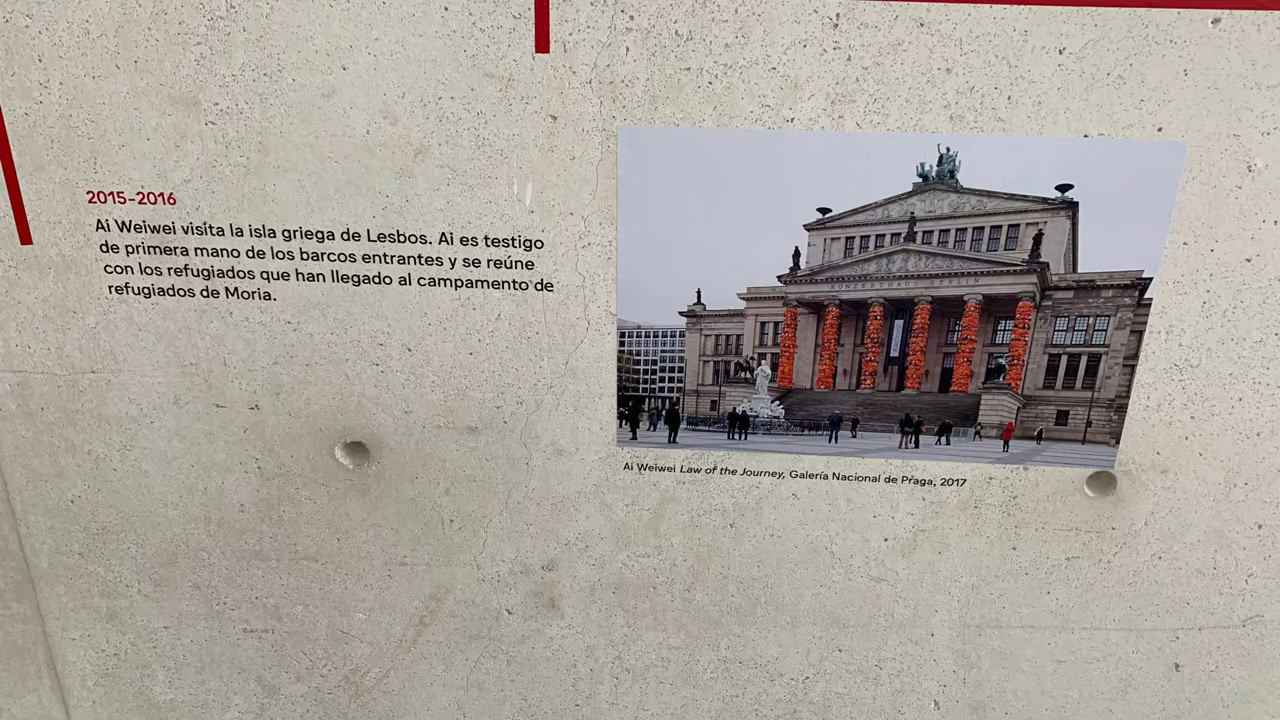 2015-2016
Ai Weiwei visita la isla griega de Lesbos. Ai es testigo
de primera mano de los barcos entrantes y se reúne
con los refugiados que han llegado al campamento de
refugiados de Moria.
KONZERTHAUS BERLIN
Ai Weiwei Law of the Journey, Galería Nacional de Praga, 2017